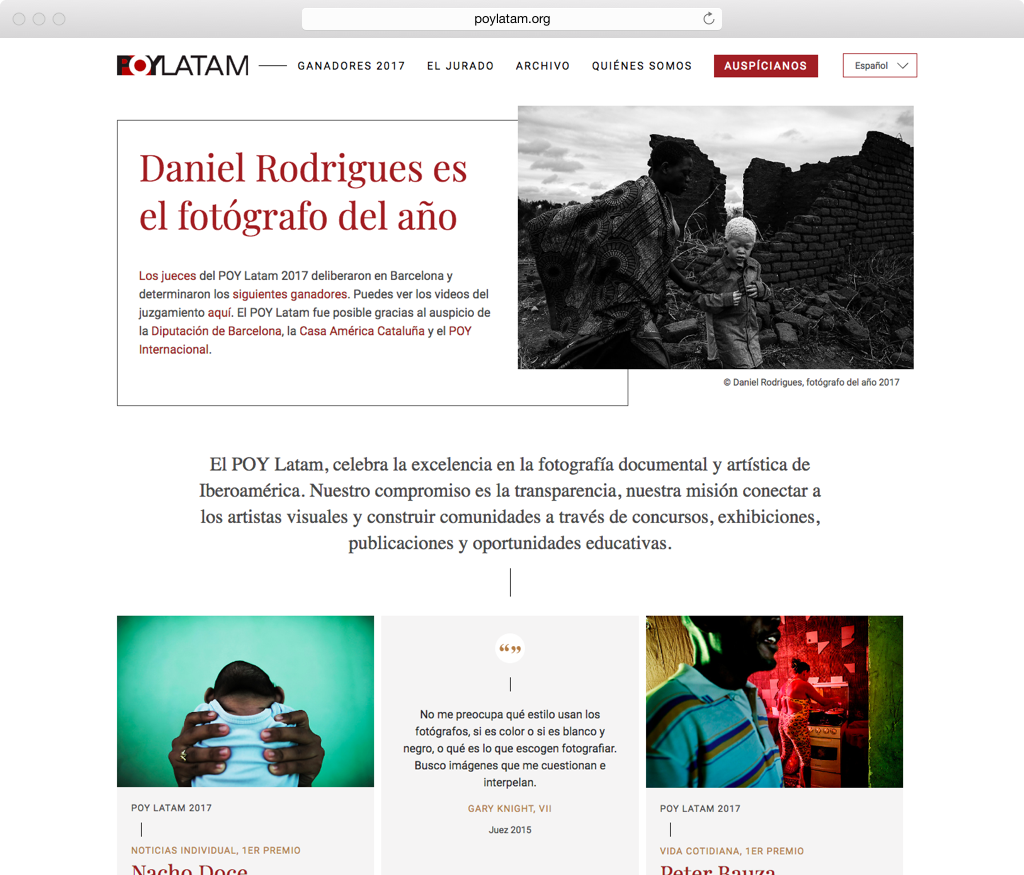 poylatam.org
POYLATAM
GANADORES 2017
EL JURADO
ARCHIVO
QUIÉNES SOMOS
AUSPÍCIANOS
Español
Daniel Rodrigues es
el fotógrafo del año
Los jueces del POY Latam 2017 deliberaron en Barcelona y
determinaron los siguientes ganadores. Puedes ver los videos del
juzgamiento aquí. El POY Latam fue posible gracias al auspicio de
la Diputación de Barcelona, la Casa América Cataluña y el POY
Internacional.
© Daniel Rodrigues, fotógrafo del año 2017
El POY Latam, celebra la excelencia en la fotografía documental y artística de
Iberoamérica. Nuestro compromiso es la transparencia, nuestra misión conectar a
los artistas visuales y construir comunidades a través de concursos, exhibiciones,
publicaciones y oportunidades educativas.
POY LATAM 2017
NOTICIAS INDIVIDUAL, 1ER PREMIO
Nacho Doce
“”
No me preocupa qué estilo usan los
fotógrafos, si es color o si es blanco y
negro, o qué es lo que escogen fotografiar.
Busco imágenes que me cuestionan e
interpelan.
GARY KNIGHT, VII
Juez 2015
POY LATAM 2017
VIDA COTIDIANA, 1ER PREMIO
Peter Bauza